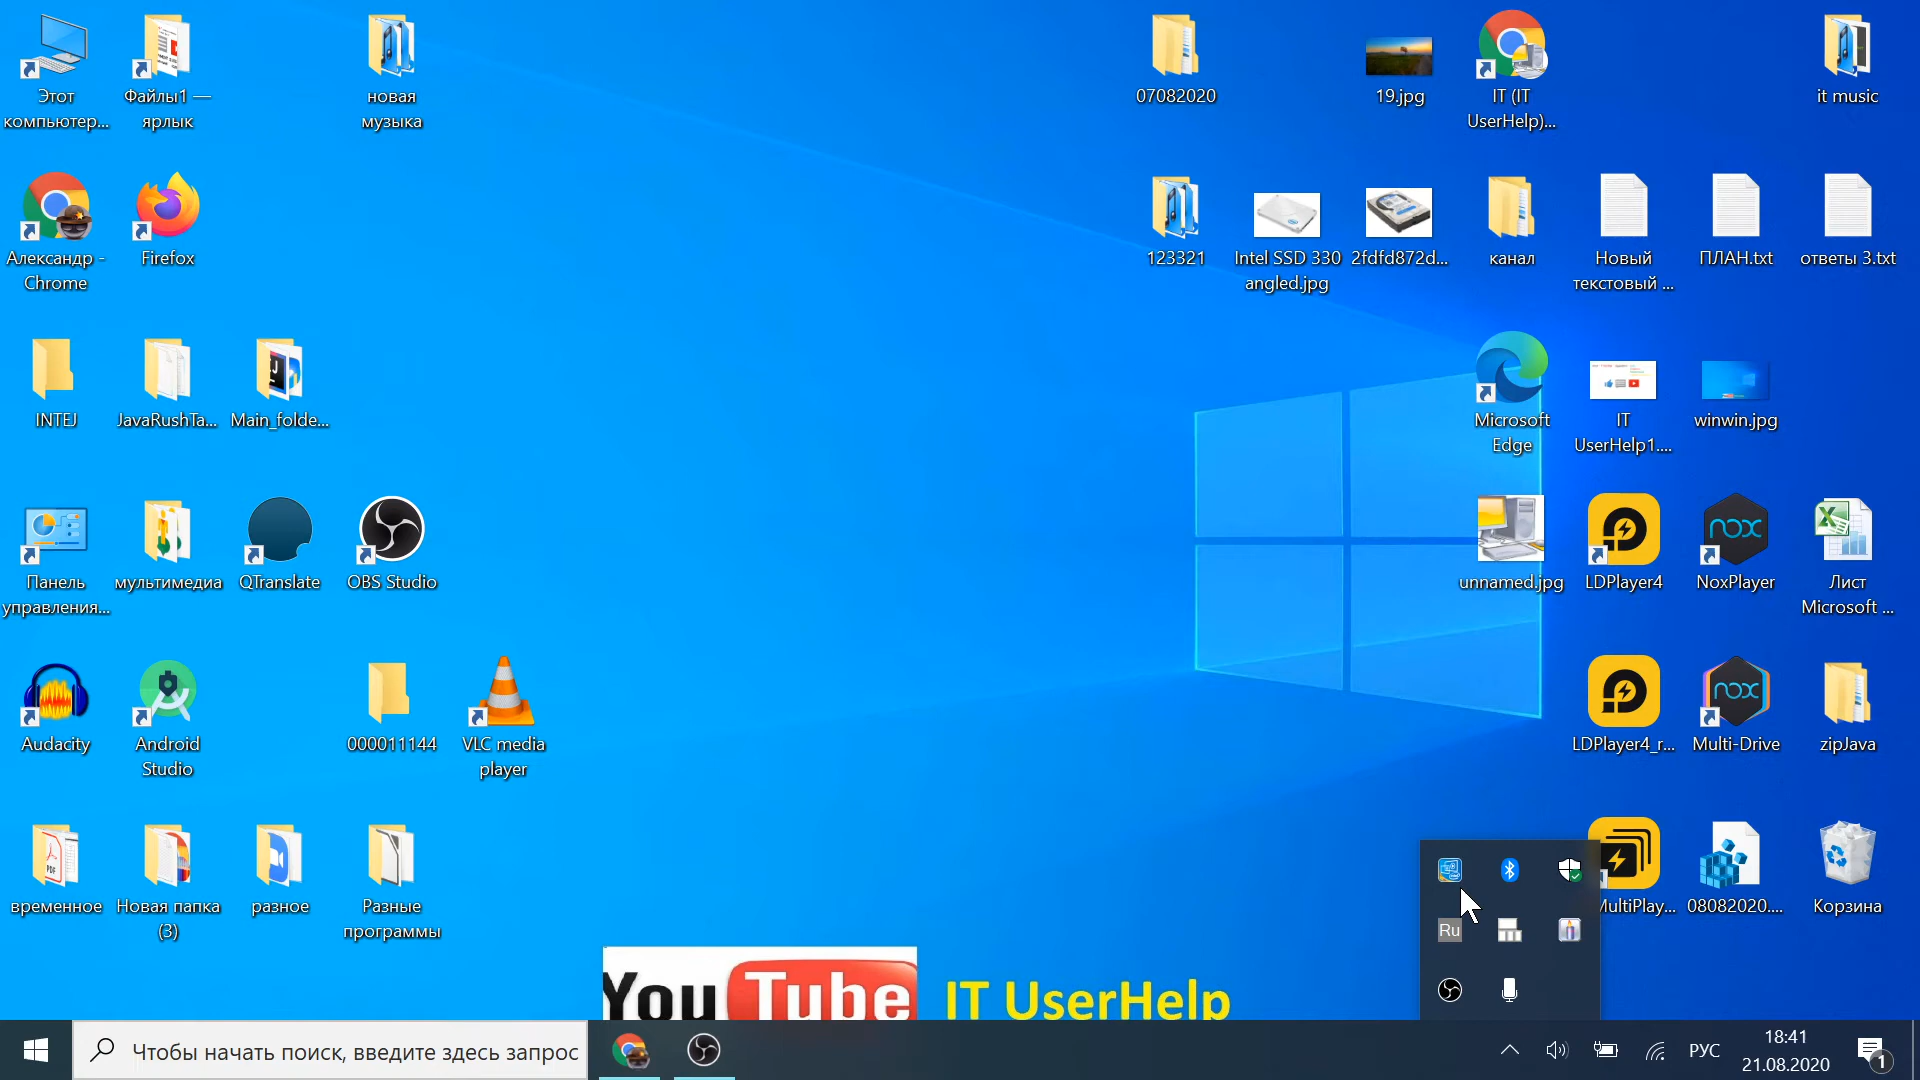 Этот
компьютер...
Файлы1 —
ярлык
новая
музыка
07082020
19.jpg
IT (IT
UserHelp)...
it music
Александр -
Chrome
Firefox
123321
Intel SSD 330
angled.jpg
2fdfd872d...
канал
Новый
текстовый ...
ПЛАН.txt
ответы 3.txt
INTEJ
JavaRushTa...
Main_folde...
Microsoft
Edge
IT
UserHelp1....
winwin.jpg
Панель
управления...
мультимедиа
QTranslate
OBS Studio
unnamed.jpg
LDPlayer4
nox
NoxPlayer
Лист
Microsoft ...
Audacity
Android
Studio
000011144
VLC media
player
LDPlayer4_r...
nox
Multi-Drive
zipJava
временное
Новая папка
(3)
разное
Разные
программы
Ru
MultiPlay...
08082020....
Корзина
YouTube
IT UserHelp
Чтобы начать поиск, введите здесь запрос
РУС
18:41
21.08.2020
1